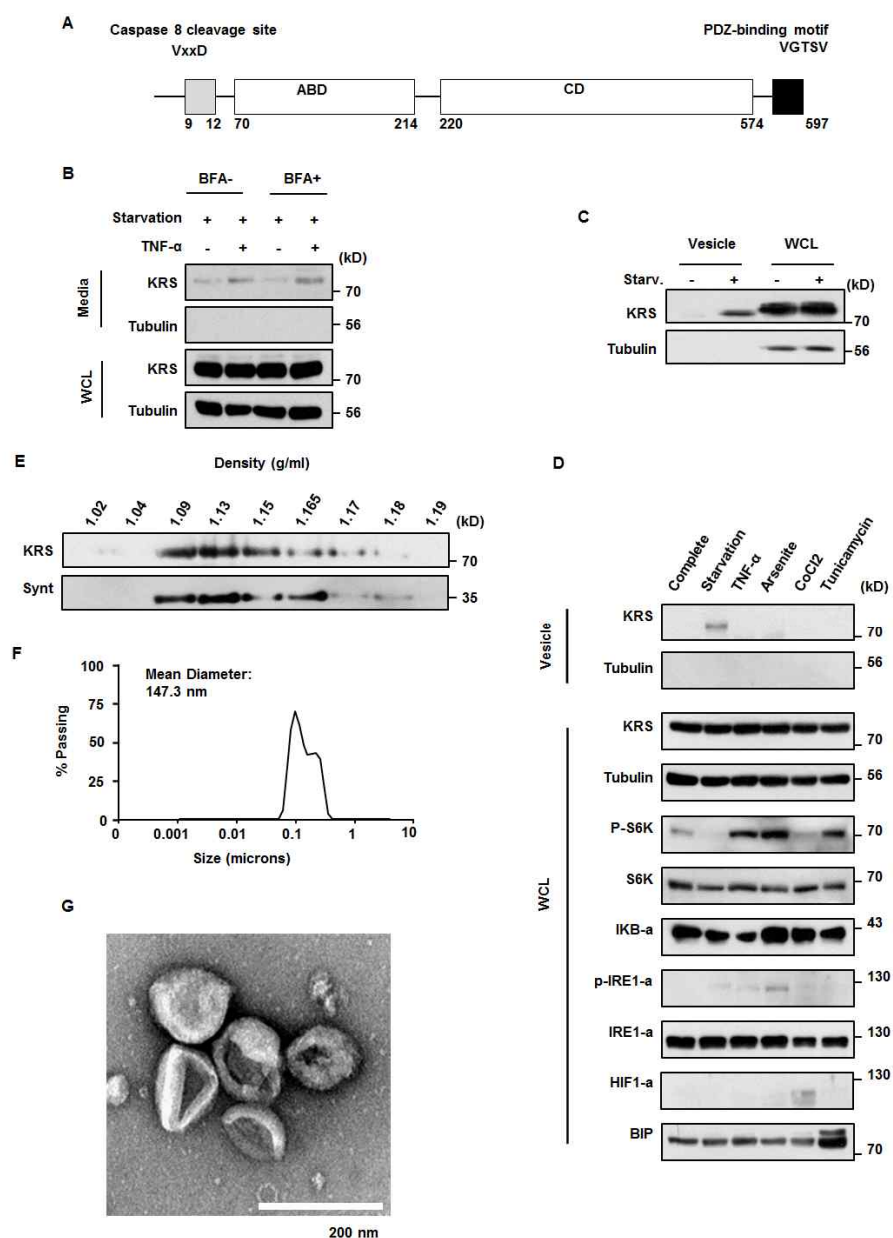 A
Caspase 8 cleavage site
VxxD
PDZ-binding motif
VGTSV
ABD
CD
9 12 70 214 220 574 597
B
BFA- BFA+
Starvation + + + +
TNF-α - + - + (kD)
Media
KRS 70
Tubulin 56
WCL
KRS 70
Tubulin 56
C
Vesicle WCL
Starv. - + - + (kD)
KRS 70
Tubulin 56
E
Density (g/ml)
1.02 1.04 1.09 1.13 1.15 1.165 1.17 1.18 1.19 (kD)
KRS 70
Synt 35
F
Mean Diameter:
147.3 nm
% Passing
100
75
50
25
0
0 0.001 0.01 0.1 1 10
Size (microns)
G
200 nm
D
Complete Starvation TNF-α Arsenite CoCl2 Tunicamycin (kD)
Vesicle
KRS 70
Tubulin 56
WCL
KRS 70
Tubulin 56
P-S6K 70
S6K 70
IKB-a 43
p-IRE1-a 130
IRE1-a 130
HIF1-a 130
BIP 70